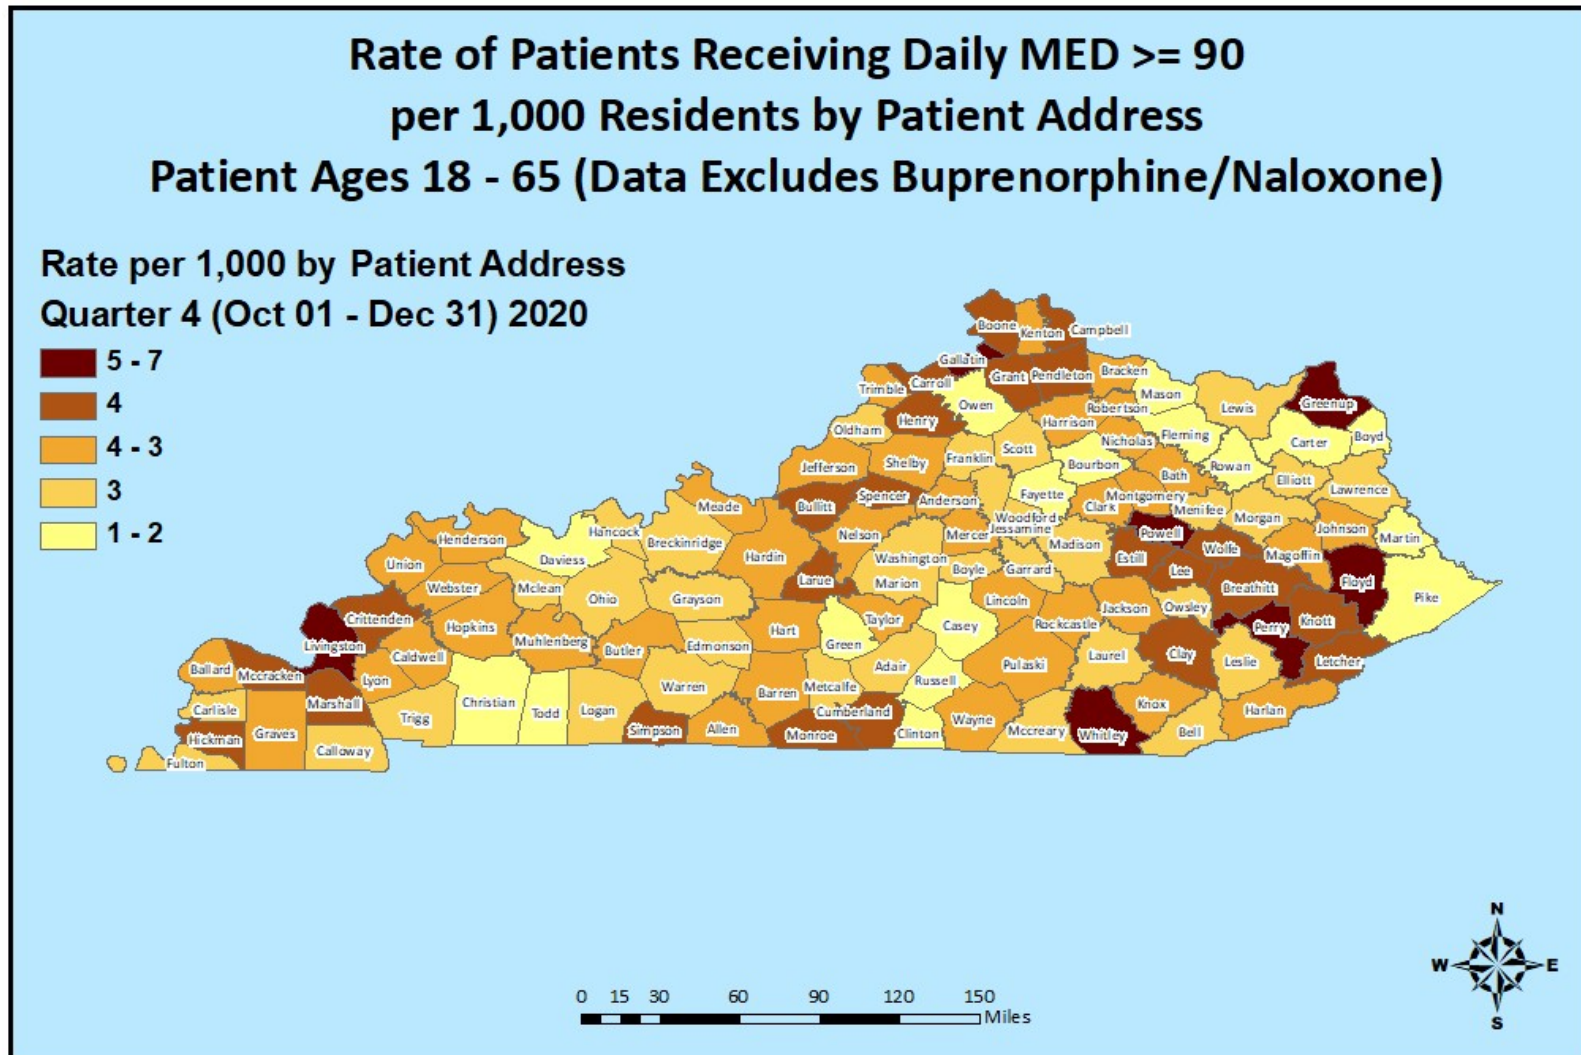 Rate of Patients Receiving Daily MED >= 90
per 1,000 Residents by Patient Address
Patient Ages 18 - 65 (Data Excludes Buprenorphine/Naloxone)
Rate per 1,000 by Patient Address
Quarter 4 (Oct 01 - Dec 31) 2020
5 - 7
4
4 - 3
3
1 - 2
Boone
Kenton
Campbell
Gallatin
Trimble
Carroll
Grant
Pendleton
Bracken
Mason
Owen
Lewis
Greenup
Oldham
Henry
Harrison
Robertson
Nicholas
Fleming
Carter
Boyd
Jefferson
Shelby
Franklin
Scott
Bourbon
Rowan
Bath
Elliott
Lawrence
Meade
Bullitt
Spencer
Anderson
Fayette
Woodford
Jessamine
Clark
Montgomery
Menifee
Morgan
Johnson
Martin
Henderson
Daviess
Hancock
Breckinridge
Hardin
Nelson
Mercer
Washington
Madison
Estill
Powell
Wolfe
Magoffin
Floyd
Pike
Union
Webster
Mclean
Ohio
Grayson
Larue
Marion
Boyle
Garrard
Lee
Breathitt
Knott
Crittenden
Livingston
Hopkins
Muhlenberg
Butler
Edmonson
Hart
Green
Taylor
Casey
Lincoln
Rockcastle
Jackson
Owsley
Perry
Letcher
Ballard
Mccracken
Lyon
Caldwell
Warren
Barren
Metcalfe
Adair
Russell
Pulaski
Laurel
Clay
Leslie
Carlisle
Marshall
Trigg
Christian
Todd
Logan
Simpson
Allen
Monroe
Cumberland
Clinton
Wayne
Mccreary
Whitley
Knox
Bell
Harlan
Hickman
Graves
Calloway
Fulton
N
W
E
S
0 15 30 60 90 120 150
Miles